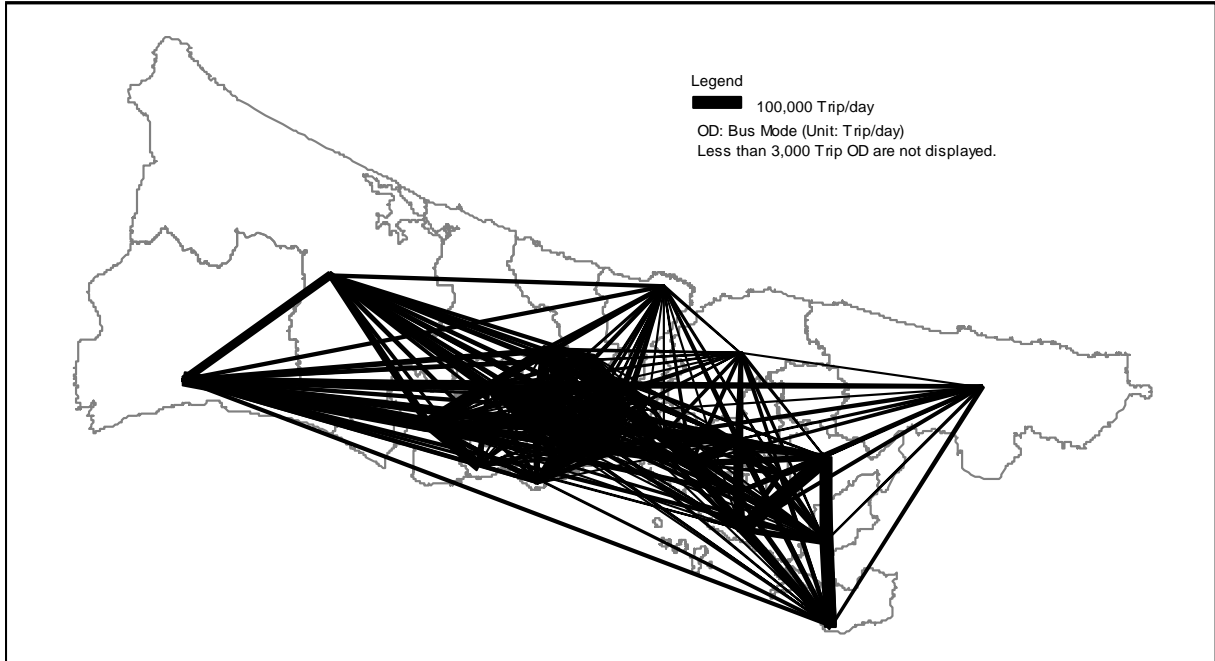 Legend
100,000 Trip/day
OD: Bus Mode (Unit: Trip/day)
Less than 3,000 Trip OD are not displayed.